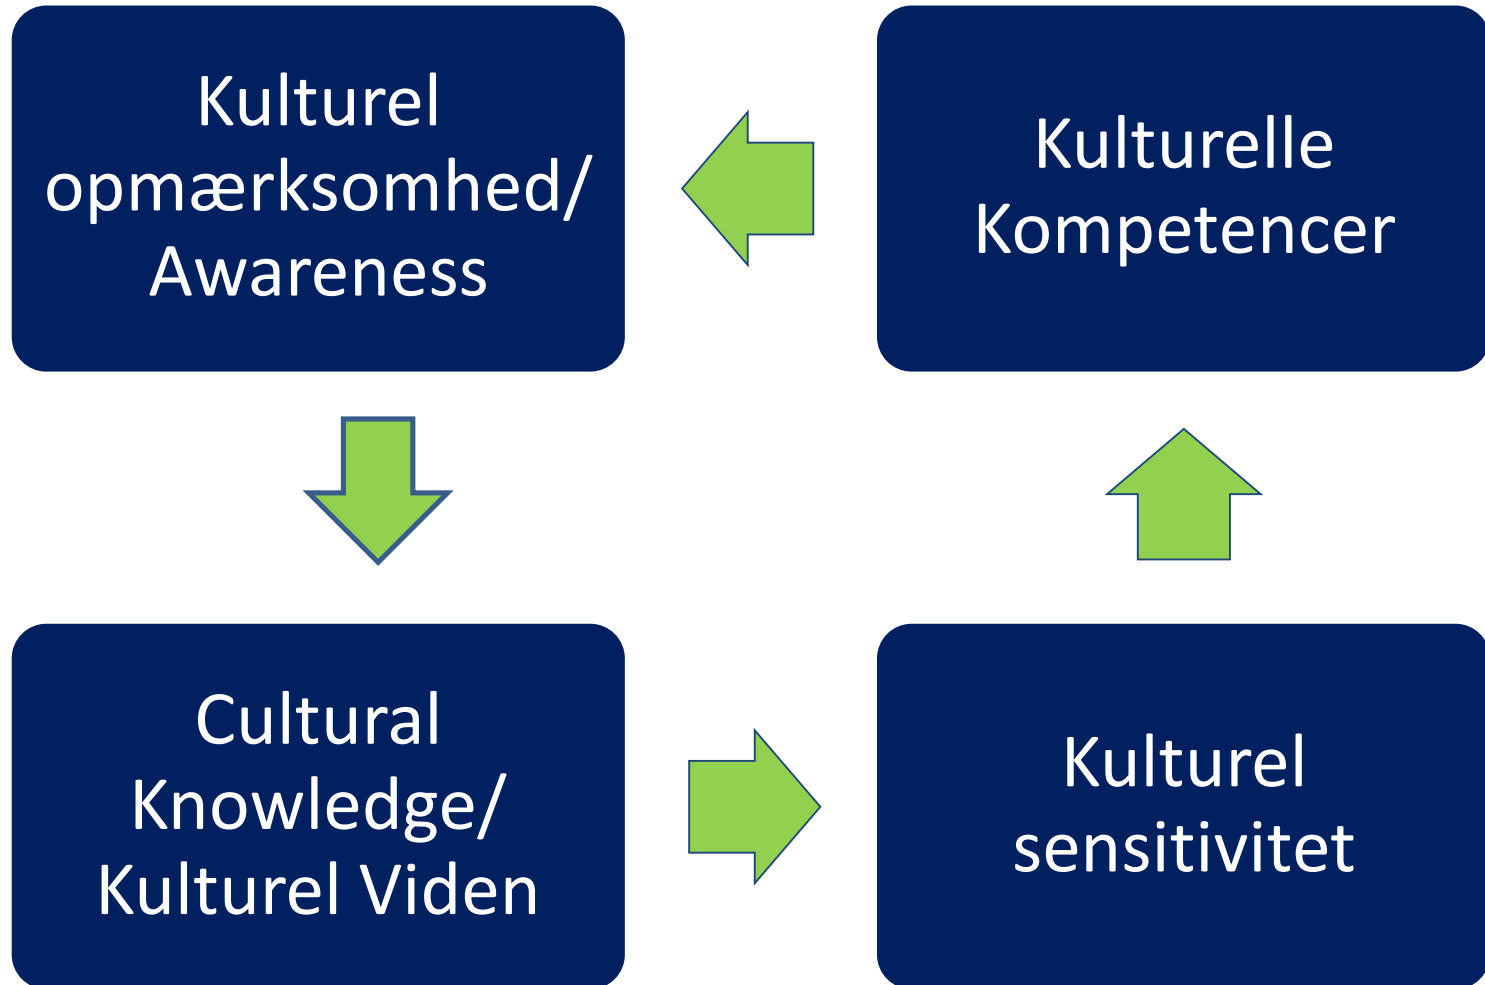 Kulturel
opmærksomhed/
Awareness
Kulturelle
Kompetencer
Cultural
Knowledge/
Kulturel Viden
Kulturel
sensitivitet